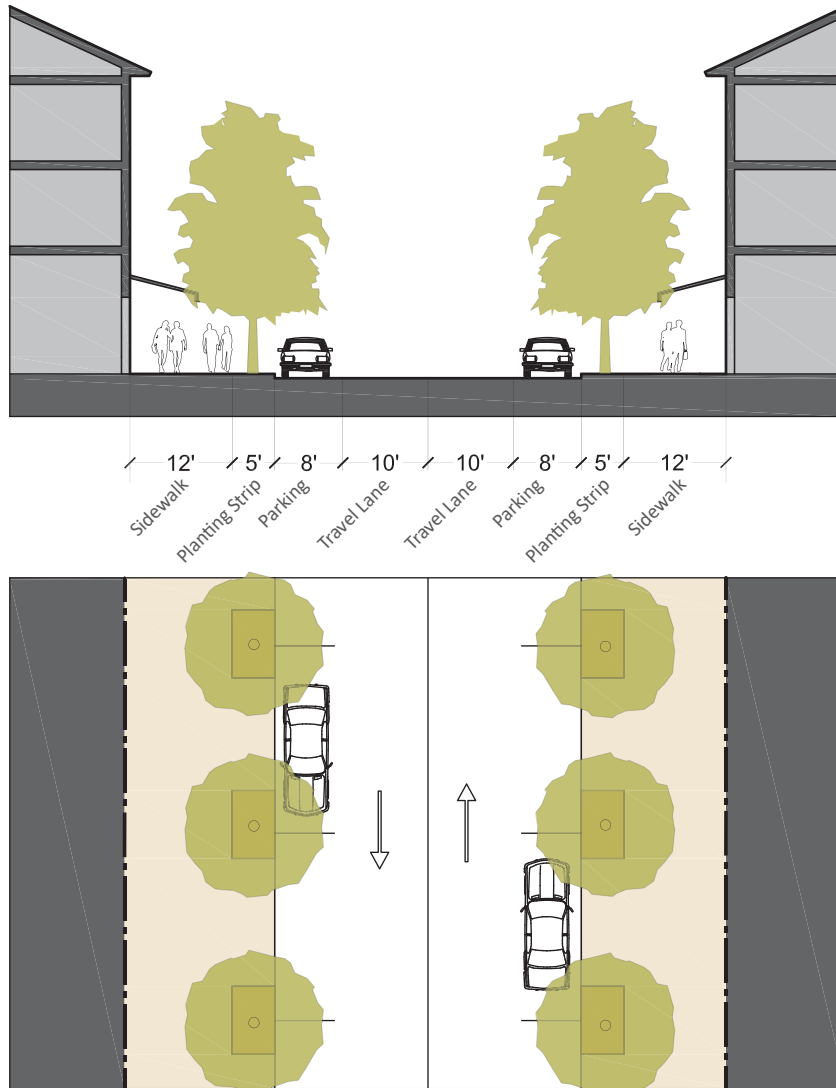 12' 5' 8' 10' 10' 8' 5' 12'
Sidewalk Planting Strip Parking Travel Lane Travel Lane Parking Planting Strip Sidewalk